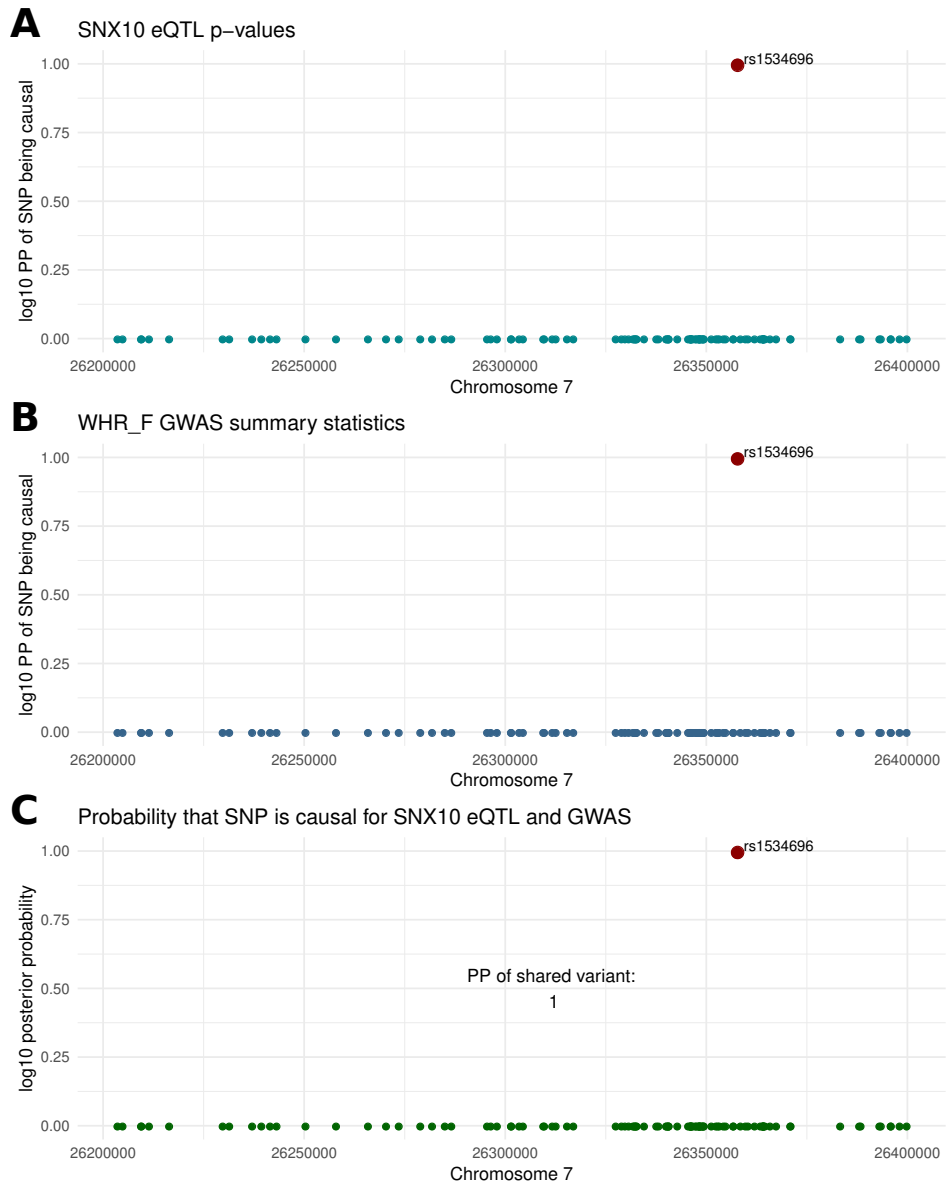 A
SNX10 eQTL p−values
log10 PP of SNP being causal
1.00
0.75
0.50
0.25
0.00
rs1534696
26200000 26250000 26300000 26350000 26400000
Chromosome 7
B
WHR_F GWAS summary statistics
log10 PP of SNP being causal
1.00
0.75
0.50
0.25
0.00
rs1534696
26200000 26250000 26300000 26350000 26400000
Chromosome 7
C
Probability that SNP is causal for SNX10 eQTL and GWAS
log10 posterior probability
1.00
0.75
0.50
0.25
0.00
rs1534696
PP of shared variant:
1
26200000 26250000 26300000 26350000 26400000
Chromosome 7